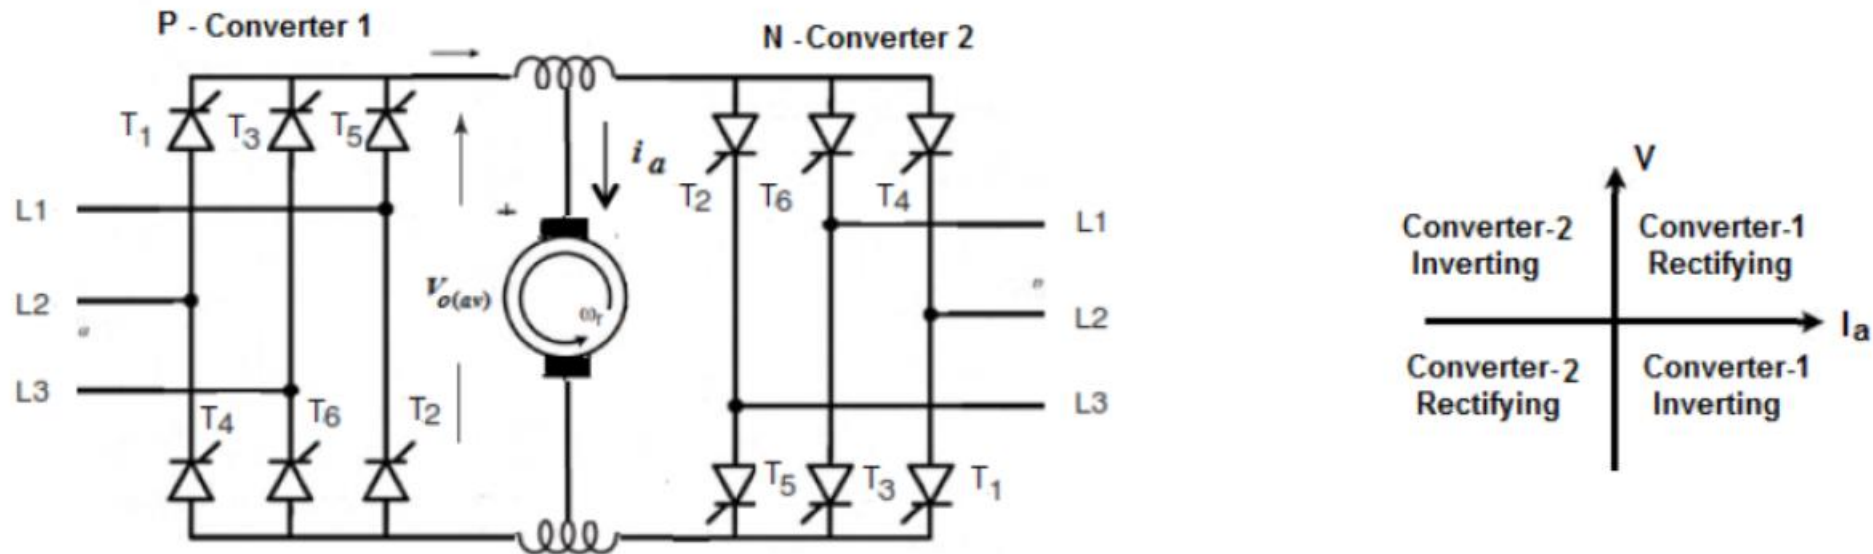 P - Converter 1
N -Converter 2
T1
T3
T5
i a
T2
T6
T4
L1
L1
+
Converter-2
Inverting
V
Converter-1
Rectifying
L2
Vo(av)
ωr
L2
Ia
L3
L3
T4
T6
T2
Converter-2
Rectifying
Converter-1
Inverting
T5
T3
T1